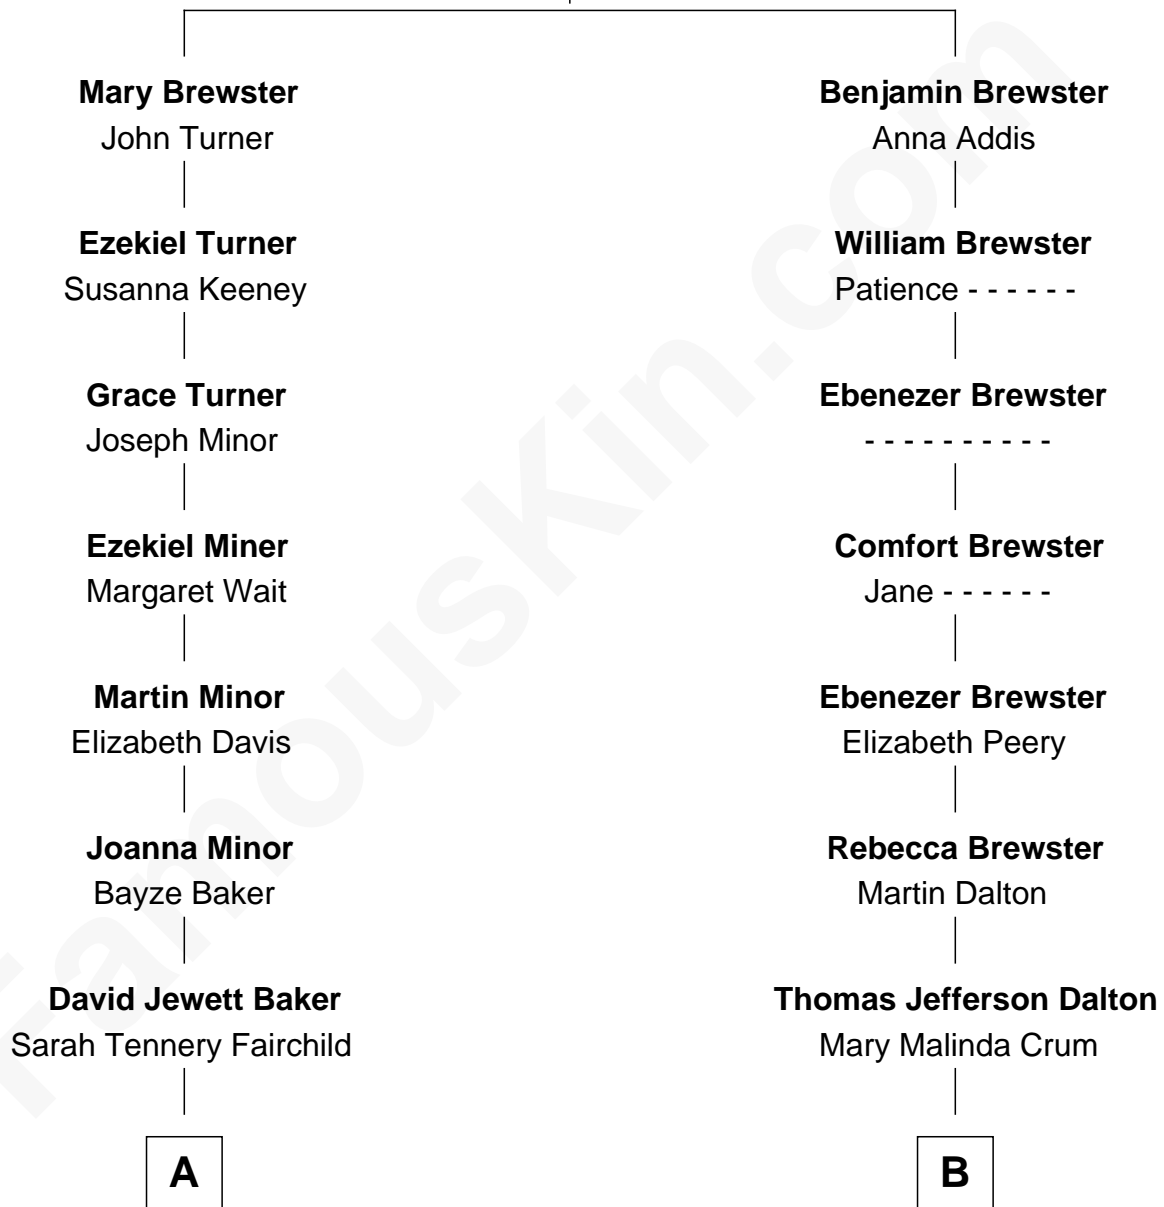 Mary Brewster
John Turner
Ezekiel Turner
Susanna Keeney
Grace Turner
Joseph Minor
Ezekiel Miner
Margaret Wait
Martin Minor
Elizabeth Davis
Joanna Minor
Bayze Baker
David Jewett Baker
Sarah Tennery Fairchild
A
Benjamin Brewster
Anna Addis
William Brewster
Patience - - - - - -
Ebenezer Brewster
- - - - - - - - - -
Comfort Brewster
Jane - - - - - -
Ebenezer Brewster
Elizabeth Peery
Rebecca Brewster
Martin Dalton
Thomas Jefferson Dalton
Mary Malinda Crum
B
FamousKin.com